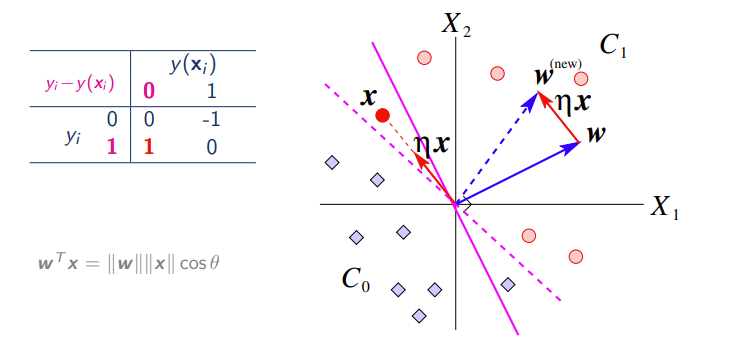 y(xᵢ)
yᵢ−y(xᵢ) 0 1
0 0 -1
yᵢ
1 1 0
wᵀx = ‖w‖‖x‖ cos θ
X₂
C₁
w⁽ⁿᵉʷ⁾
x
ηx
ηx
w
X₁
C₀